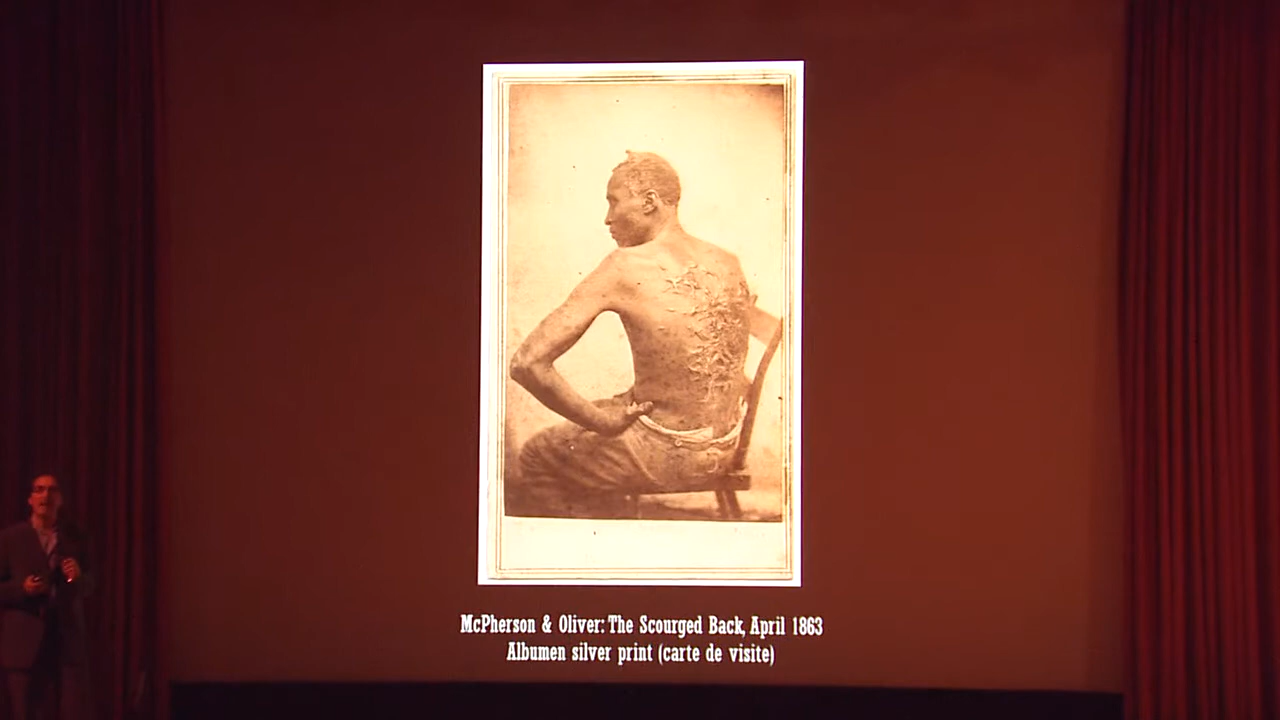 McPherson & Oliver: The Scourged Back, April 1863
Albumen silver print (carte de visite)